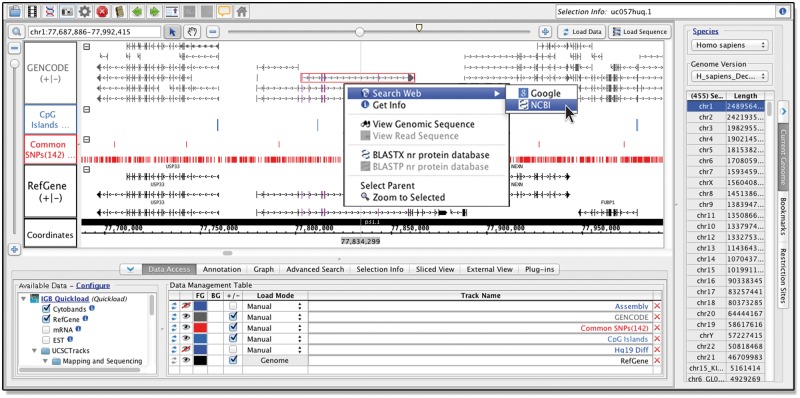 Selection Info: uc057huq.1
chr1:77,687,886-77,992,415
Load Data
Load Sequence
GENCODE
(+|-)
CpG
Islands ...
Common
SNPs(142) ...
RefGene
(+|-)
Coordinates
Search Web
Get Info
View Genomic Sequence
View Read Sequence
BLASTX nr protein database
BLASTP nr protein database
Select Parent
Zoom to Selected
Google
NCBI
USP33
USP33
USP33
NEXN
NEXN
FUBP1
p31.1
77,700,000
77,750,000
77,800,000
77,850,000
77,900,000
77,950,000
77,834,299
Species
Homo sapiens
Genome Version
H_sapiens_Dec...
(455) Se... Length
chr1 2489564...
chr2 2421935...
chr3 1982955...
chr4 1902145...
chr5 1815382...
chr6 1708059...
chr7 1593459...
chrX 1560408...
chr8 1451386...
chr9 1383947...
chr11 1350866...
chr10 1337974...
chr12 1332753...
chr13 1143643...
chr14 1070437...
chr15 1019911...
chr16 90338345
chr17 83257441
chr18 80373285
chr20 64444167
chr19 58617616
chrY 57227415
chr22 50818468
chr21 46709983
chr15_KI... 5161414
chr6_GL0... 4929269
Current Genome
Bookmarks
Restriction Sites
Data Access
Annotation
Graph
Advanced Search
Selection Info
Sliced View
External View
Plug-ins
Available Data - Configure
IGB Quickload (Quickload)
Cytobands
RefGene
mRNA
EST
UCSCTracks
Mapping and Sequencing
Data Management Table
FG BG +/- Load Mode Track Name
Manual Assembly
Manual GENCODE
Manual Common SNPs(142)
Manual CpG Islands
Manual Hg19 Diff
Genome RefGene